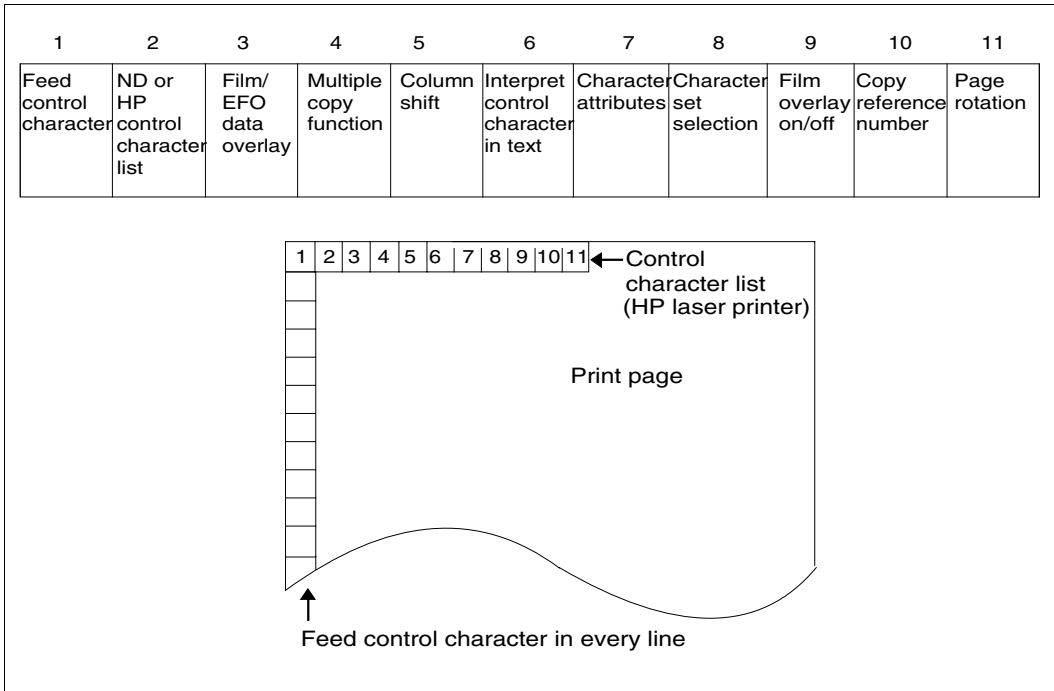 1 2 3 4 5 6 7 8 9 10 11
Feed control character
ND or HP control character list
Film/ EFO data overlay
Multiple copy function
Column shift
Interpret control character in text
Character attributes
Character set selection
Film overlay on/off
Copy reference number
Page rotation
1 2 3 4 5 6 7 8 9 10 11
Control
character list
(HP laser printer)
Print page
Feed control character in every line